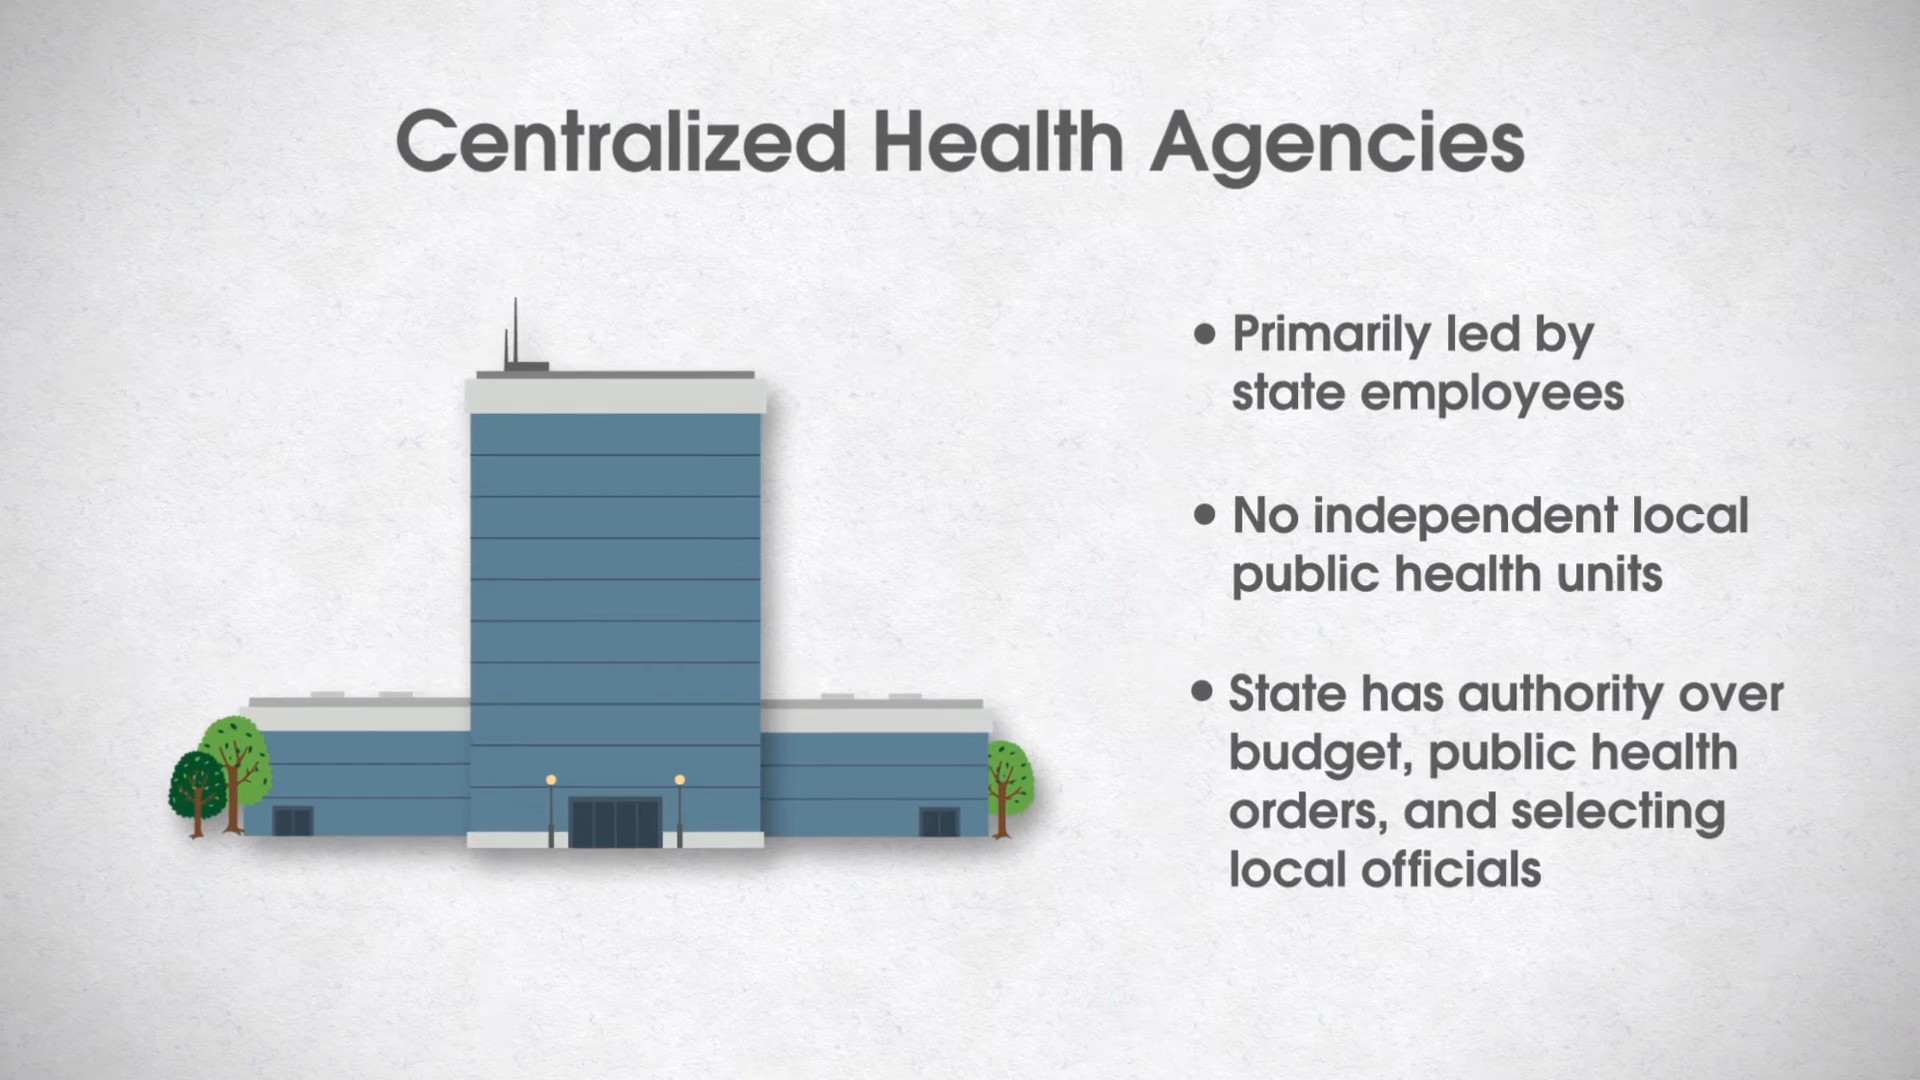 Centralized Health Agencies
• Primarily led by
state employees
• No independent local
public health units
• State has authority over
budget, public health
orders, and selecting
local officials